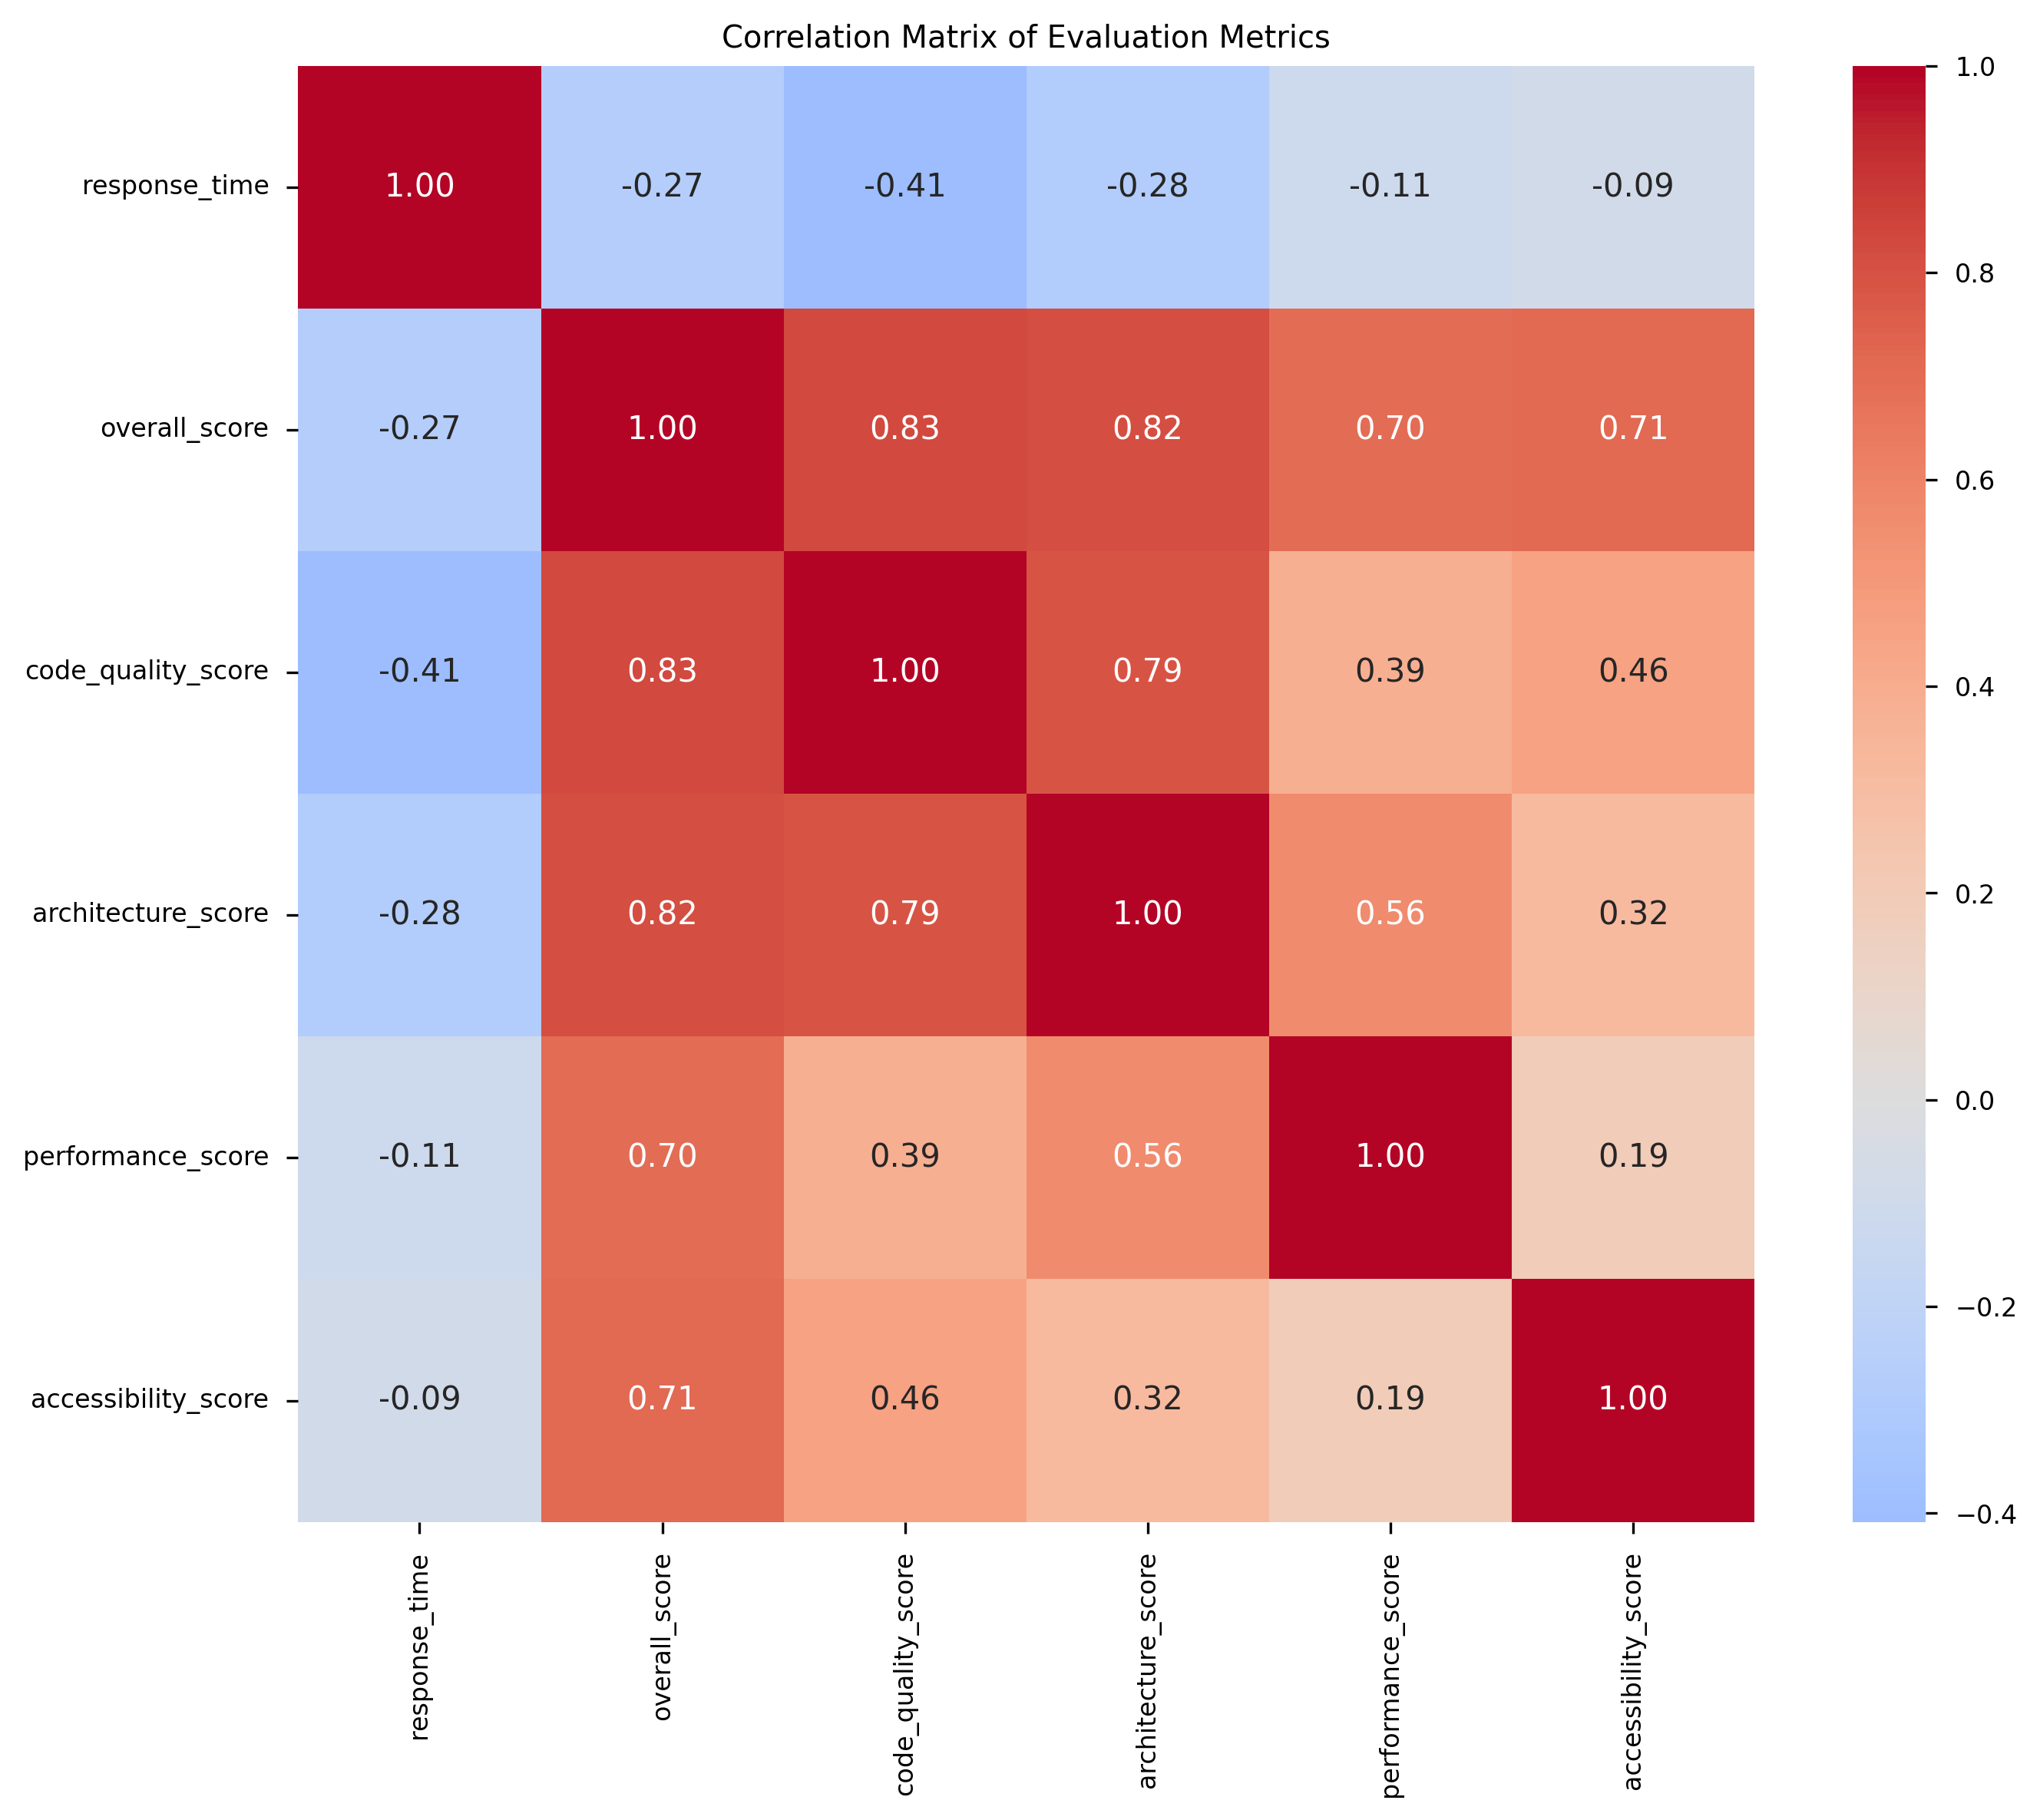 Correlation Matrix of Evaluation Metrics
response_time 1.00 -0.27 -0.41 -0.28 -0.11 -0.09
overall_score -0.27 1.00 0.83 0.82 0.70 0.71
code_quality_score -0.41 0.83 1.00 0.79 0.39 0.46
architecture_score -0.28 0.82 0.79 1.00 0.56 0.32
performance_score -0.11 0.70 0.39 0.56 1.00 0.19
accessibility_score -0.09 0.71 0.46 0.32 0.19 1.00
response_time
overall_score
code_quality_score
architecture_score
performance_score
accessibility_score
1.0
0.8
0.6
0.4
0.2
0.0
−0.2
−0.4